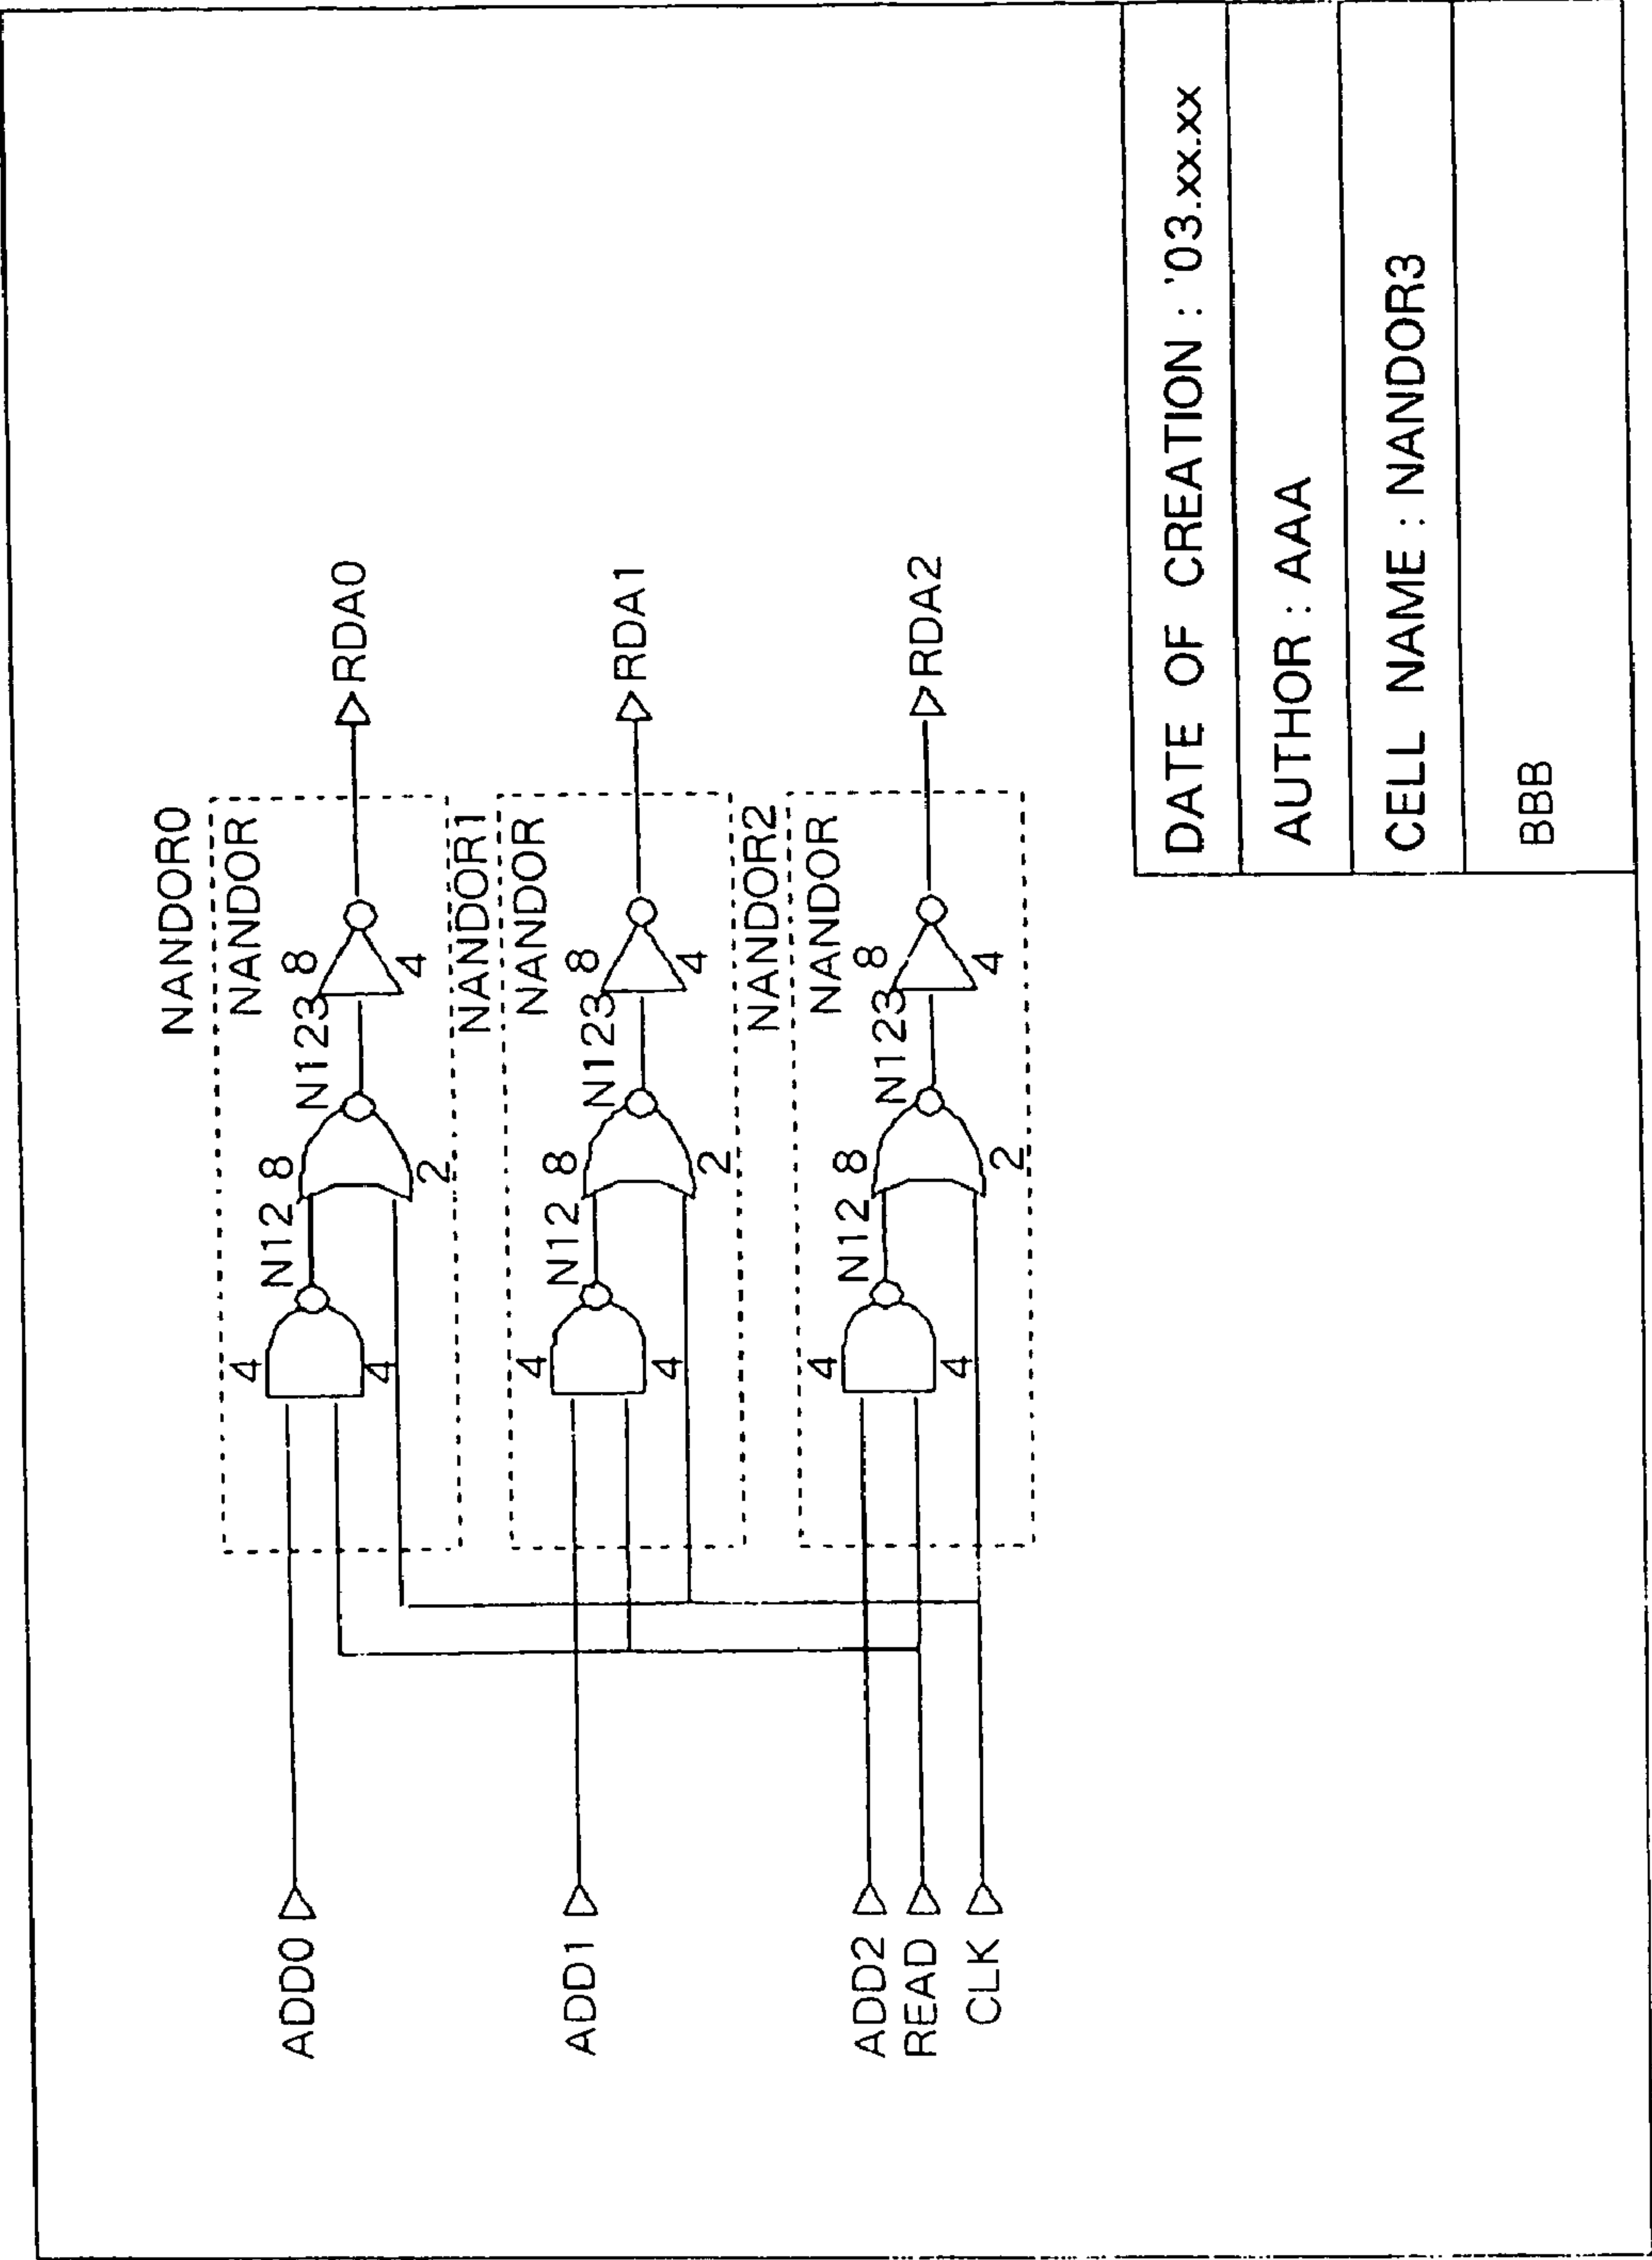 NANDOR0
NANDOR
ADD0
4
4
N12
8
2
N123
8
4
RDA0
NANDOR1
NANDOR
ADD1
4
4
N12
8
2
N123
8
4
RDA1
NANDOR2
NANDOR
ADD2
READ
CLK
4
4
N12
8
2
N123
8
4
RDA2
DATE OF CREATION : '03.xx.xx
AUTHOR : AAA
CELL NAME : NANDOR3
BBB